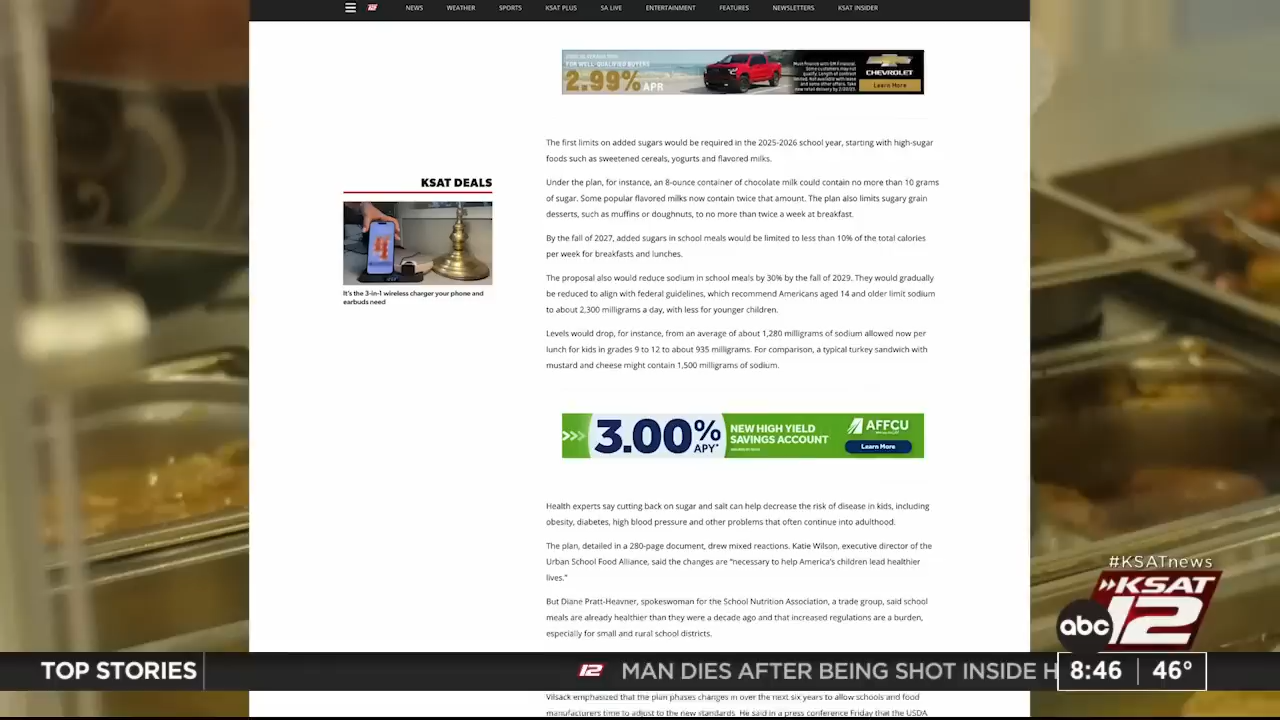 NEWS WEATHER SPORTS KSAT PLUS SA LIVE ENTERTAINMENT FEATURES NEWSLETTERS KSAT INSIDER
FOR WELL-QUALIFIED BUYERS
2.99% APR
CHEVROLET
Learn More
The first limits on added sugars would be required in the 2025-2026 school year, starting with high-sugar
foods such as sweetened cereals, yogurts and flavored milks.
KSAT DEALS
It's the 3-in-1 wireless charger your phone and
earbuds need
Under the plan, for instance, an 8-ounce container of chocolate milk could contain no more than 10 grams
of sugar. Some popular flavored milks now contain twice that amount. The plan also limits sugary grain
desserts, such as muffins or doughnuts, to no more than twice a week at breakfast.
By the fall of 2027, added sugars in school meals would be limited to less than 10% of the total calories
per week for breakfasts and lunches.
The proposal also would reduce sodium in school meals by 30% by the fall of 2029. They would gradually
be reduced to align with federal guidelines, which recommend Americans aged 14 and older limit sodium
to about 2,300 milligrams a day, with less for younger children.
Levels would drop, for instance, from an average of about 1,280 milligrams of sodium allowed now per
lunch for kids in grades 9 to 12 to about 935 milligrams. For comparison, a typical turkey sandwich with
mustard and cheese might contain 1,500 milligrams of sodium.
3.00%
APY*
NEW HIGH YIELD
SAVINGS ACCOUNT
AFFCU
Learn More
Health experts say cutting back on sugar and salt can help decrease the risk of disease in kids, including
obesity, diabetes, high blood pressure and other problems that often continue into adulthood.
The plan, detailed in a 280-page document, drew mixed reactions. Katie Wilson, executive director of the
Urban School Food Alliance, said the changes are "necessary to help America's children lead healthier
lives."
But Diane Pratt-Heavner, spokeswoman for the School Nutrition Association, a trade group, said school
meals are already healthier than they were a decade ago and that increased regulations are a burden,
especially for small and rural school districts.
#KSATnews
KSAT
abc 12
TOP STORIES
12 MAN DIES AFTER BEING SHOT INSIDE H
8:46 46°
Vilsack emphasized that the plan phases changes in over the next six years to allow schools and food
manufacturers time to adjust to the new standards. He said in a press conference Friday that the USDA